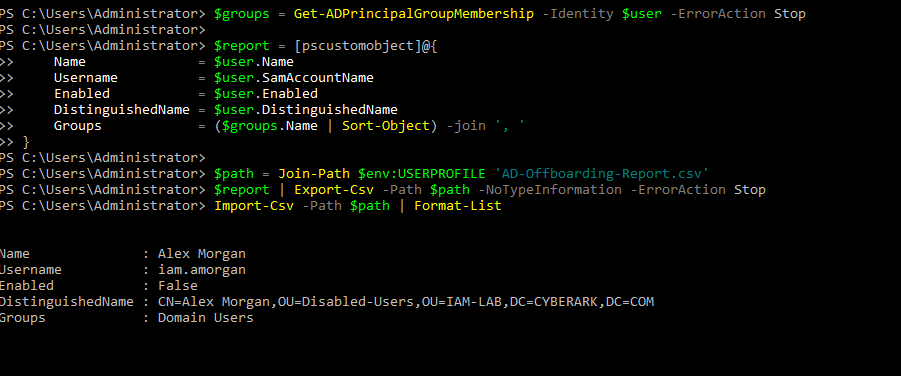 PS C:\Users\Administrator> $groups = Get-ADPrincipalGroupMembership -Identity $user -ErrorAction Stop
PS C:\Users\Administrator>
PS C:\Users\Administrator> $report = [pscustomobject]@{
>>     Name              = $user.Name
>>     Username          = $user.SamAccountName
>>     Enabled           = $user.Enabled
>>     DistinguishedName = $user.DistinguishedName
>>     Groups            = ($groups.Name | Sort-Object) -join ', '
>> }
PS C:\Users\Administrator>
PS C:\Users\Administrator> $path = Join-Path $env:USERPROFILE 'AD-Offboarding-Report.csv'
PS C:\Users\Administrator> $report | Export-Csv -Path $path -NoTypeInformation -ErrorAction Stop
PS C:\Users\Administrator> Import-Csv -Path $path | Format-List
Name              : Alex Morgan
Username          : iam.amorgan
Enabled           : False
DistinguishedName : CN=Alex Morgan,OU=Disabled-Users,OU=IAM-LAB,DC=CYBERARK,DC=COM
Groups            : Domain Users